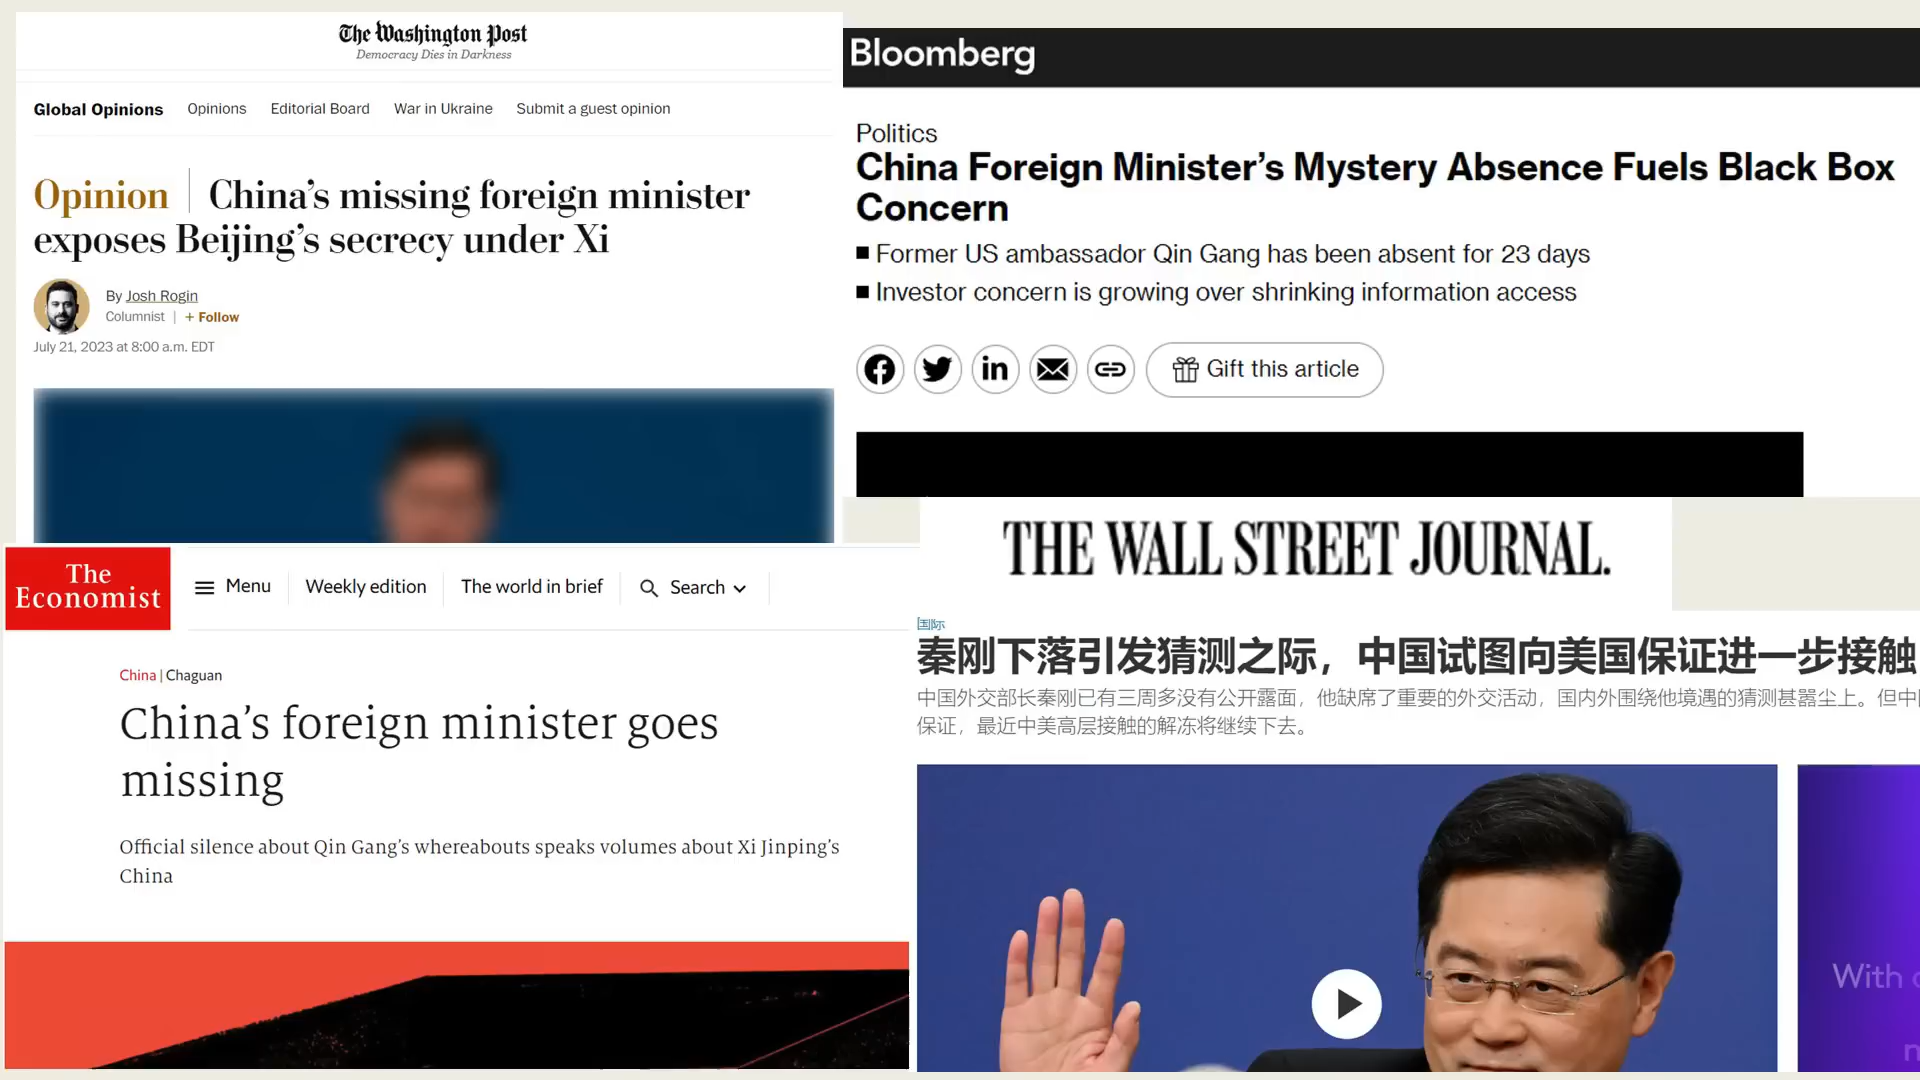 The Washington Post
Democracy Dies in Darkness
Global Opinions Opinions Editorial Board War in Ukraine Submit a guest opinion
Opinion China’s missing foreign minister
exposes Beijing’s secrecy under Xi
By Josh Rogin
Columnist | + Follow
July 21, 2023 at 8:00 a.m. EDT
Bloomberg
Politics
China Foreign Minister’s Mystery Absence Fuels Black Box
Concern
Former US ambassador Qin Gang has been absent for 23 days
Investor concern is growing over shrinking information access
Gift this article
The
Economist
Menu Weekly edition The world in brief Search
China | Chaguan
China’s foreign minister goes
missing
Official silence about Qin Gang’s whereabouts speaks volumes about Xi Jinping’s
China
THE WALL STREET JOURNAL.
国际
秦刚下落引发猜测之际，中国试图向美国保证进一步接触
中国外交部长秦刚已有三周多没有公开露面，他缺席了重要的外交活动，国内外围绕他境遇的猜测甚嚣尘上。但中
保证，最近中美高层接触的解冻将继续下去。
With